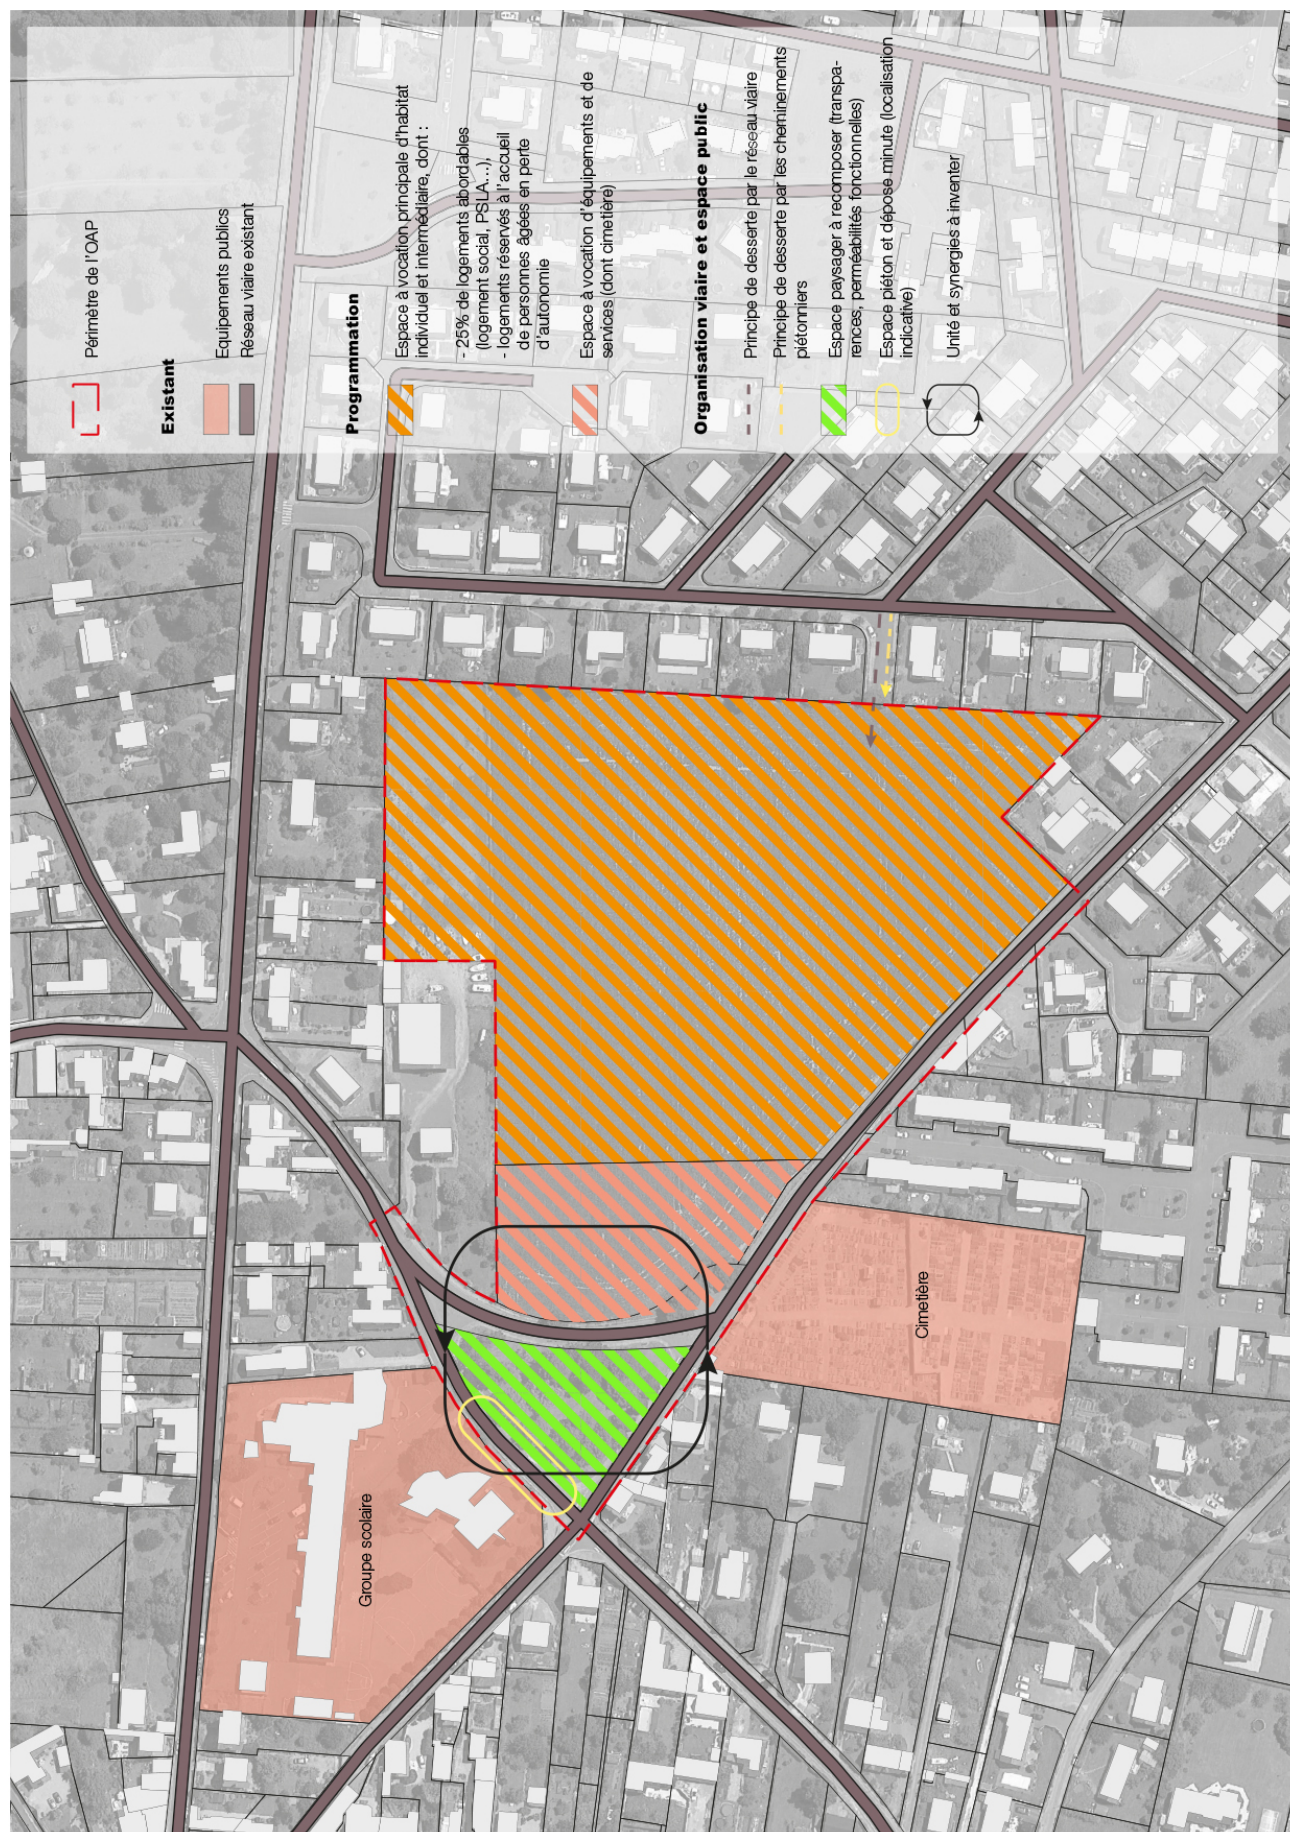 Périmètre de l'OAP
Existant
Equipements publics
Réseau viaire existant
Programmation
Espace à vocation principale d'habitat
individuel et intermédiaire, dont :
- 25% de logements abordables
(logement social, PSLA...),
- logements réservés à l'accueil
de personnes âgées en perte
d'autonomie
Espace à vocation d'équipements et de
services (dont cimetière)
Organisation viaire et espace public
Principe de desserte par le réseau viaire
Principe de desserte par les cheminements
piétonniers
Espace paysager à recomposer (transpa-
rences, perméabilités fonctionnelles)
Espace piéton et dépose minute (localisation
indicative)
Unité et synergies à inventer
Groupe scolaire
Cimetière